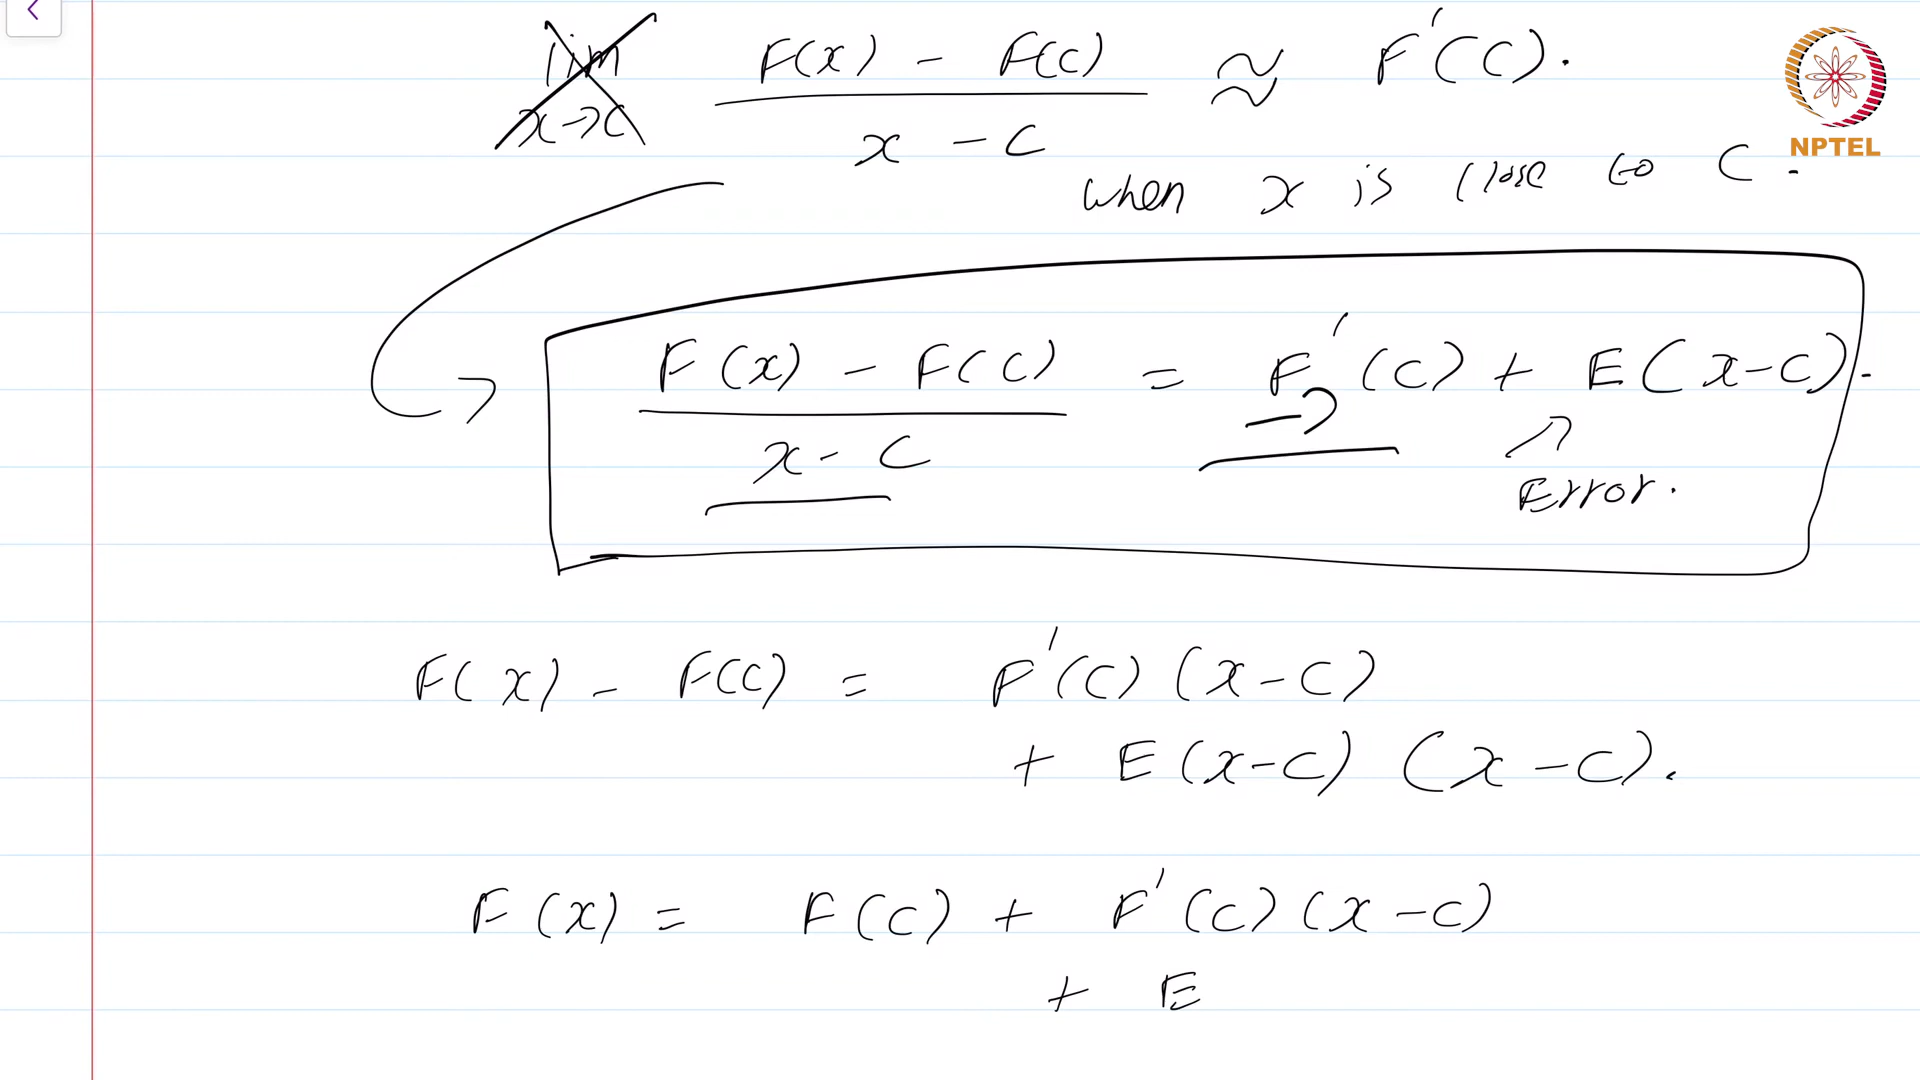 lim x→c F(x) - F(c) / x - c ≈ F'(c).
NPTEL
when x is close to c.
F(x) - F(c) / x - c = F'(c) + E(x-c).
Error.
F(x) - F(c) = F'(c) (x-c)
+ E(x-c) (x-c).
F(x) = F(c) + F'(c)(x-c)
+ E